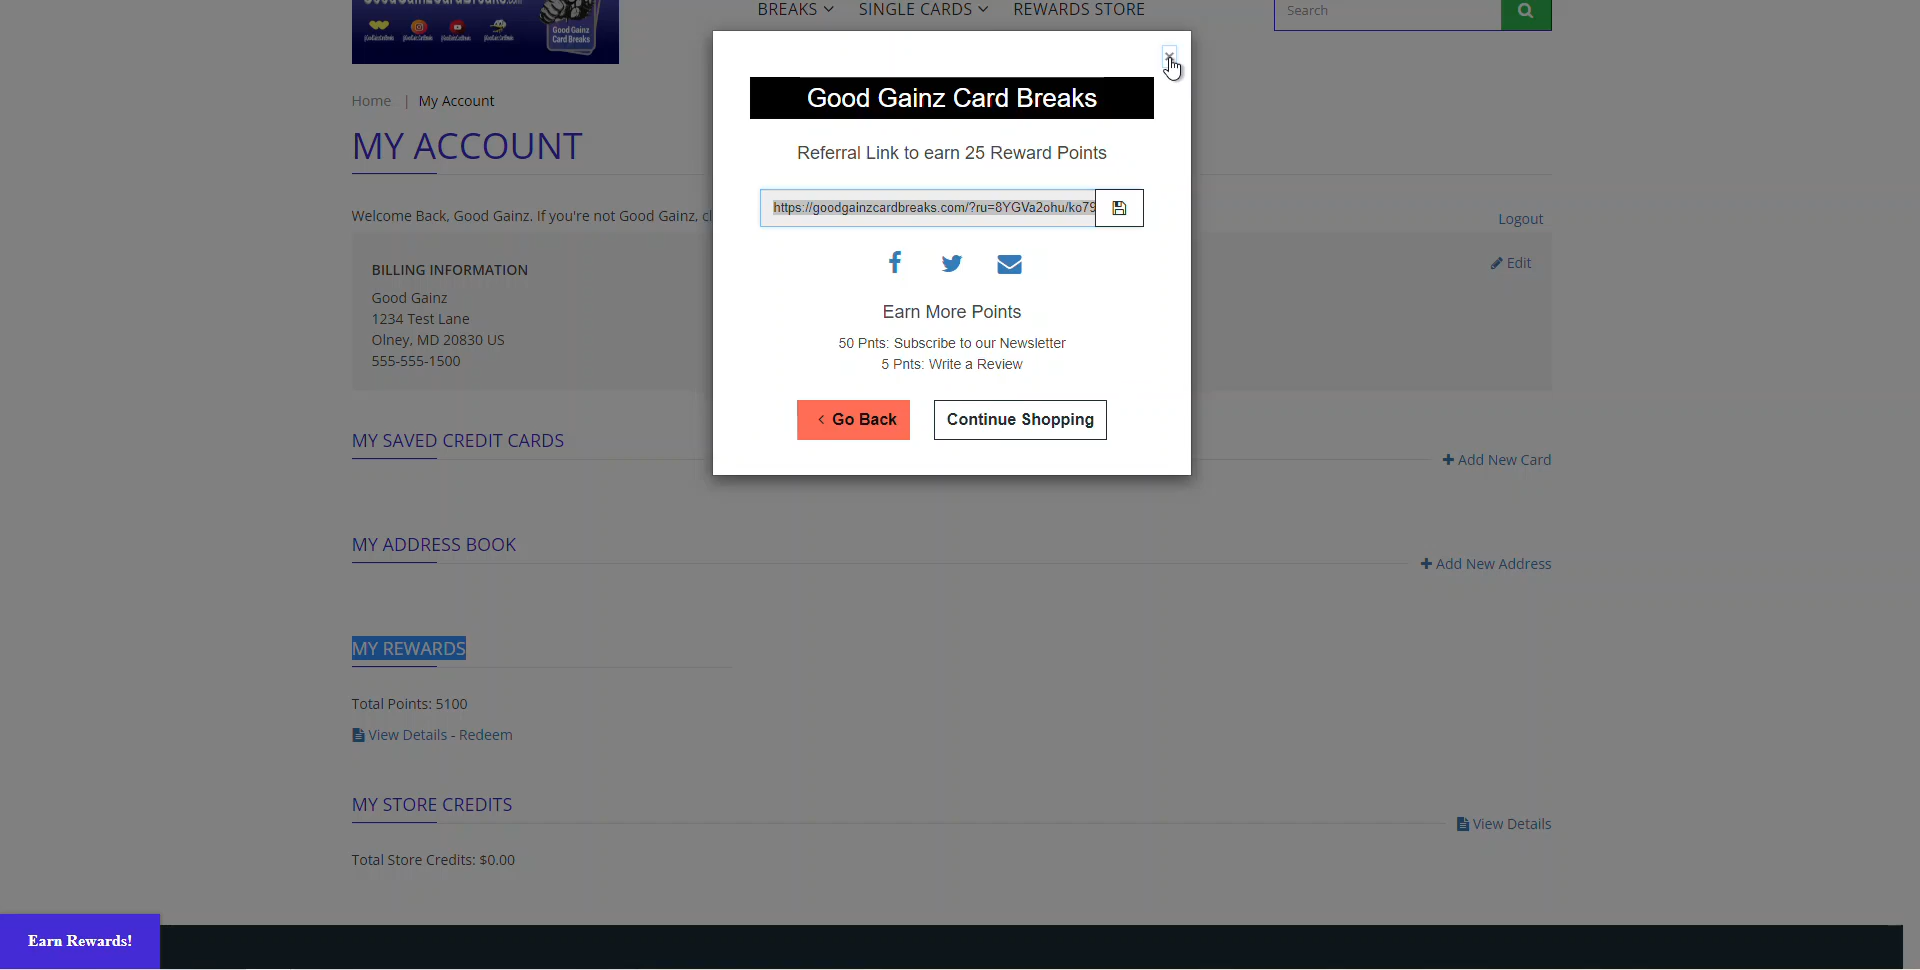 BREAKS
SINGLE CARDS
REWARDS STORE
Search
Good Gainz
Card Breaks
Home | My Account
MY ACCOUNT
Welcome Back, Good Gainz. If you're not Good Gainz, cl
Logout
BILLING INFORMATION
Edit
Good Gainz
1234 Test Lane
Olney, MD 20830 US
555-555-1500
MY SAVED CREDIT CARDS
+ Add New Card
MY ADDRESS BOOK
+ Add New Address
MY REWARDS
Total Points: 5100
View Details - Redeem
MY STORE CREDITS
View Details
Total Store Credits: $0.00
Earn Rewards!
×
Good Gainz Card Breaks
Referral Link to earn 25 Reward Points
https://goodgainzcardbreaks.com/?ru=8YGVa2ohu/ko79
Earn More Points
50 Pnts: Subscribe to our Newsletter
5 Pnts: Write a Review
< Go Back
Continue Shopping